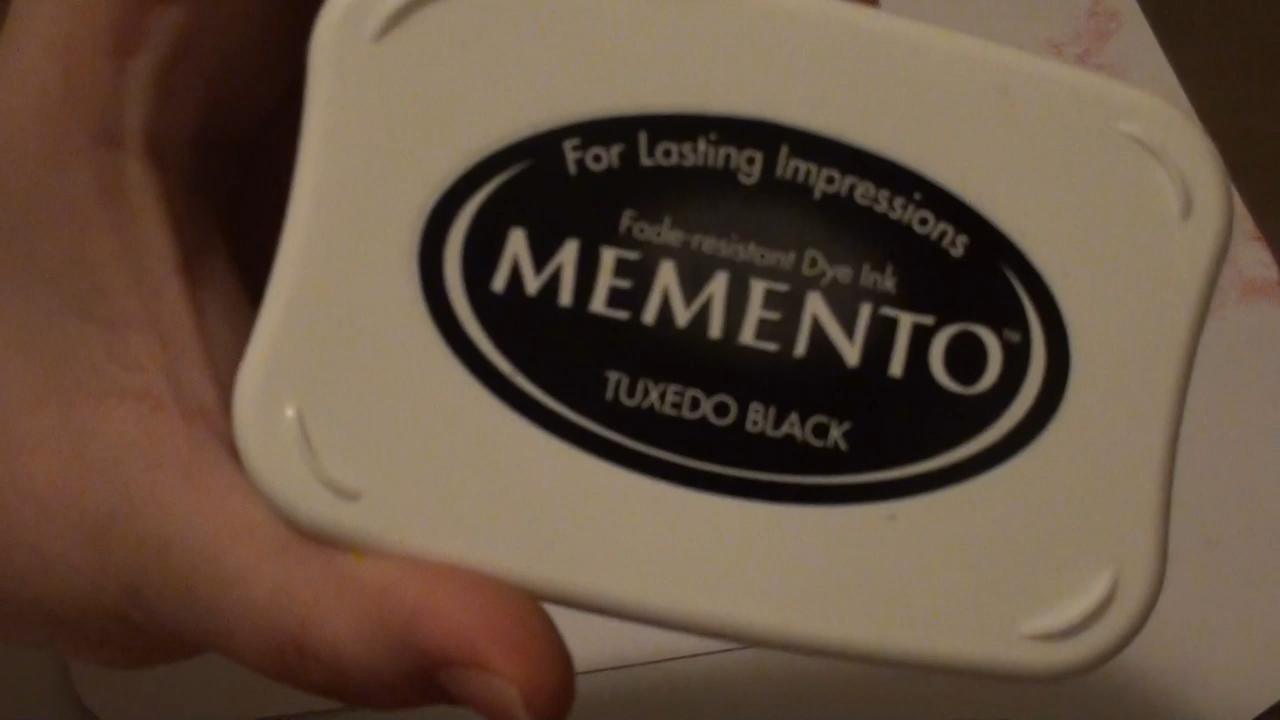 For Lasting Impressions
Fade-resistant Dye Ink
MEMENTO™
TUXEDO BLACK